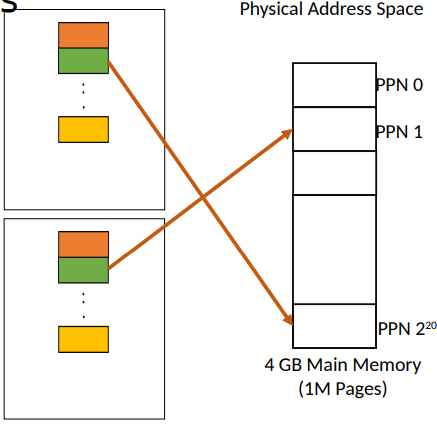 s
Physical Address Space
PPN 0
PPN 1
PPN 2²⁰
4 GB Main Memory
(1M Pages)